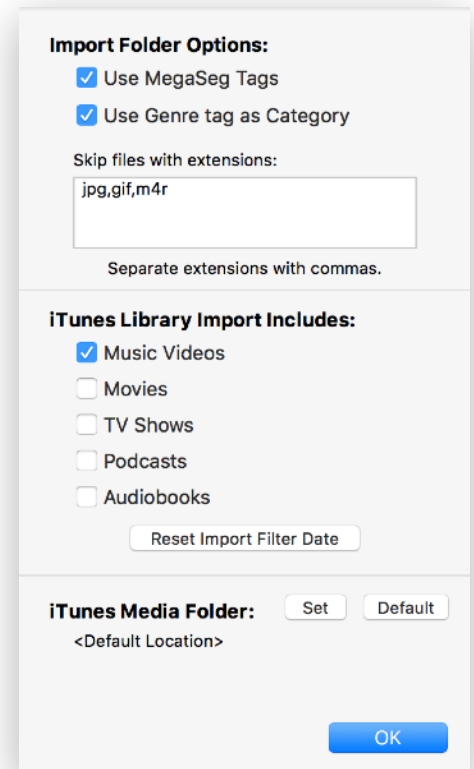 Import Folder Options:
Use MegaSeg Tags
Use Genre tag as Category
Skip files with extensions:
jpg,gif,m4r
Separate extensions with commas.
iTunes Library Import Includes:
Music Videos
Movies
TV Shows
Podcasts
Audiobooks
Reset Import Filter Date
iTunes Media Folder: Set Default
<Default Location>
OK